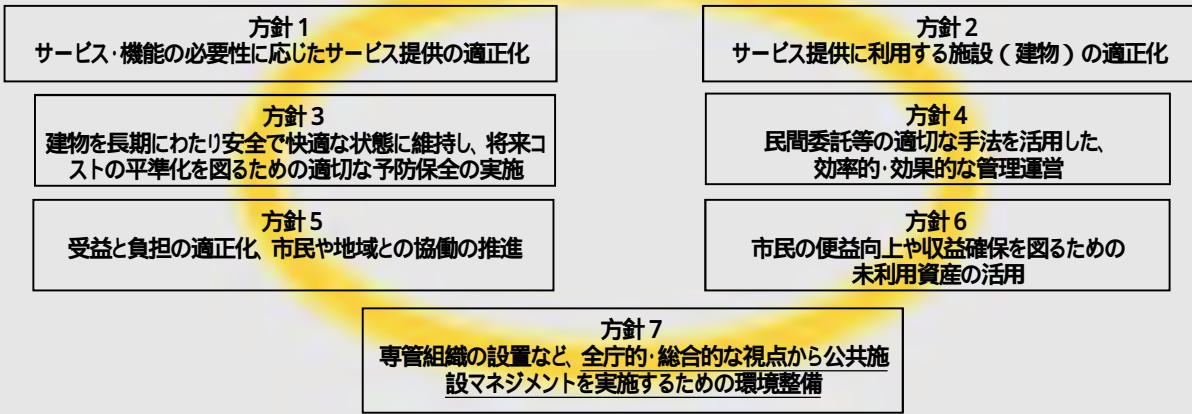 方針1
サービス・機能の必要性に応じたサービス提供の適正化
方針2
サービス提供に利用する施設(建物)の適正化
方針3
建物を長期にわたり安全で快適な状態に維持し、将来コ
ストの平準化を図るための適切な予防保全の実施
方針4
民間委託等の適切な手法を活用した、
効率的・効果的な管理運営
方針5
受益と負担の適正化、市民や地域との協働の推進
方針6
市民の便益向上や収益確保を図るための
未利用資産の活用
方針7
専管組織の設置など、全庁的・総合的な視点から公共施
設マネジメントを実施するための環境整備